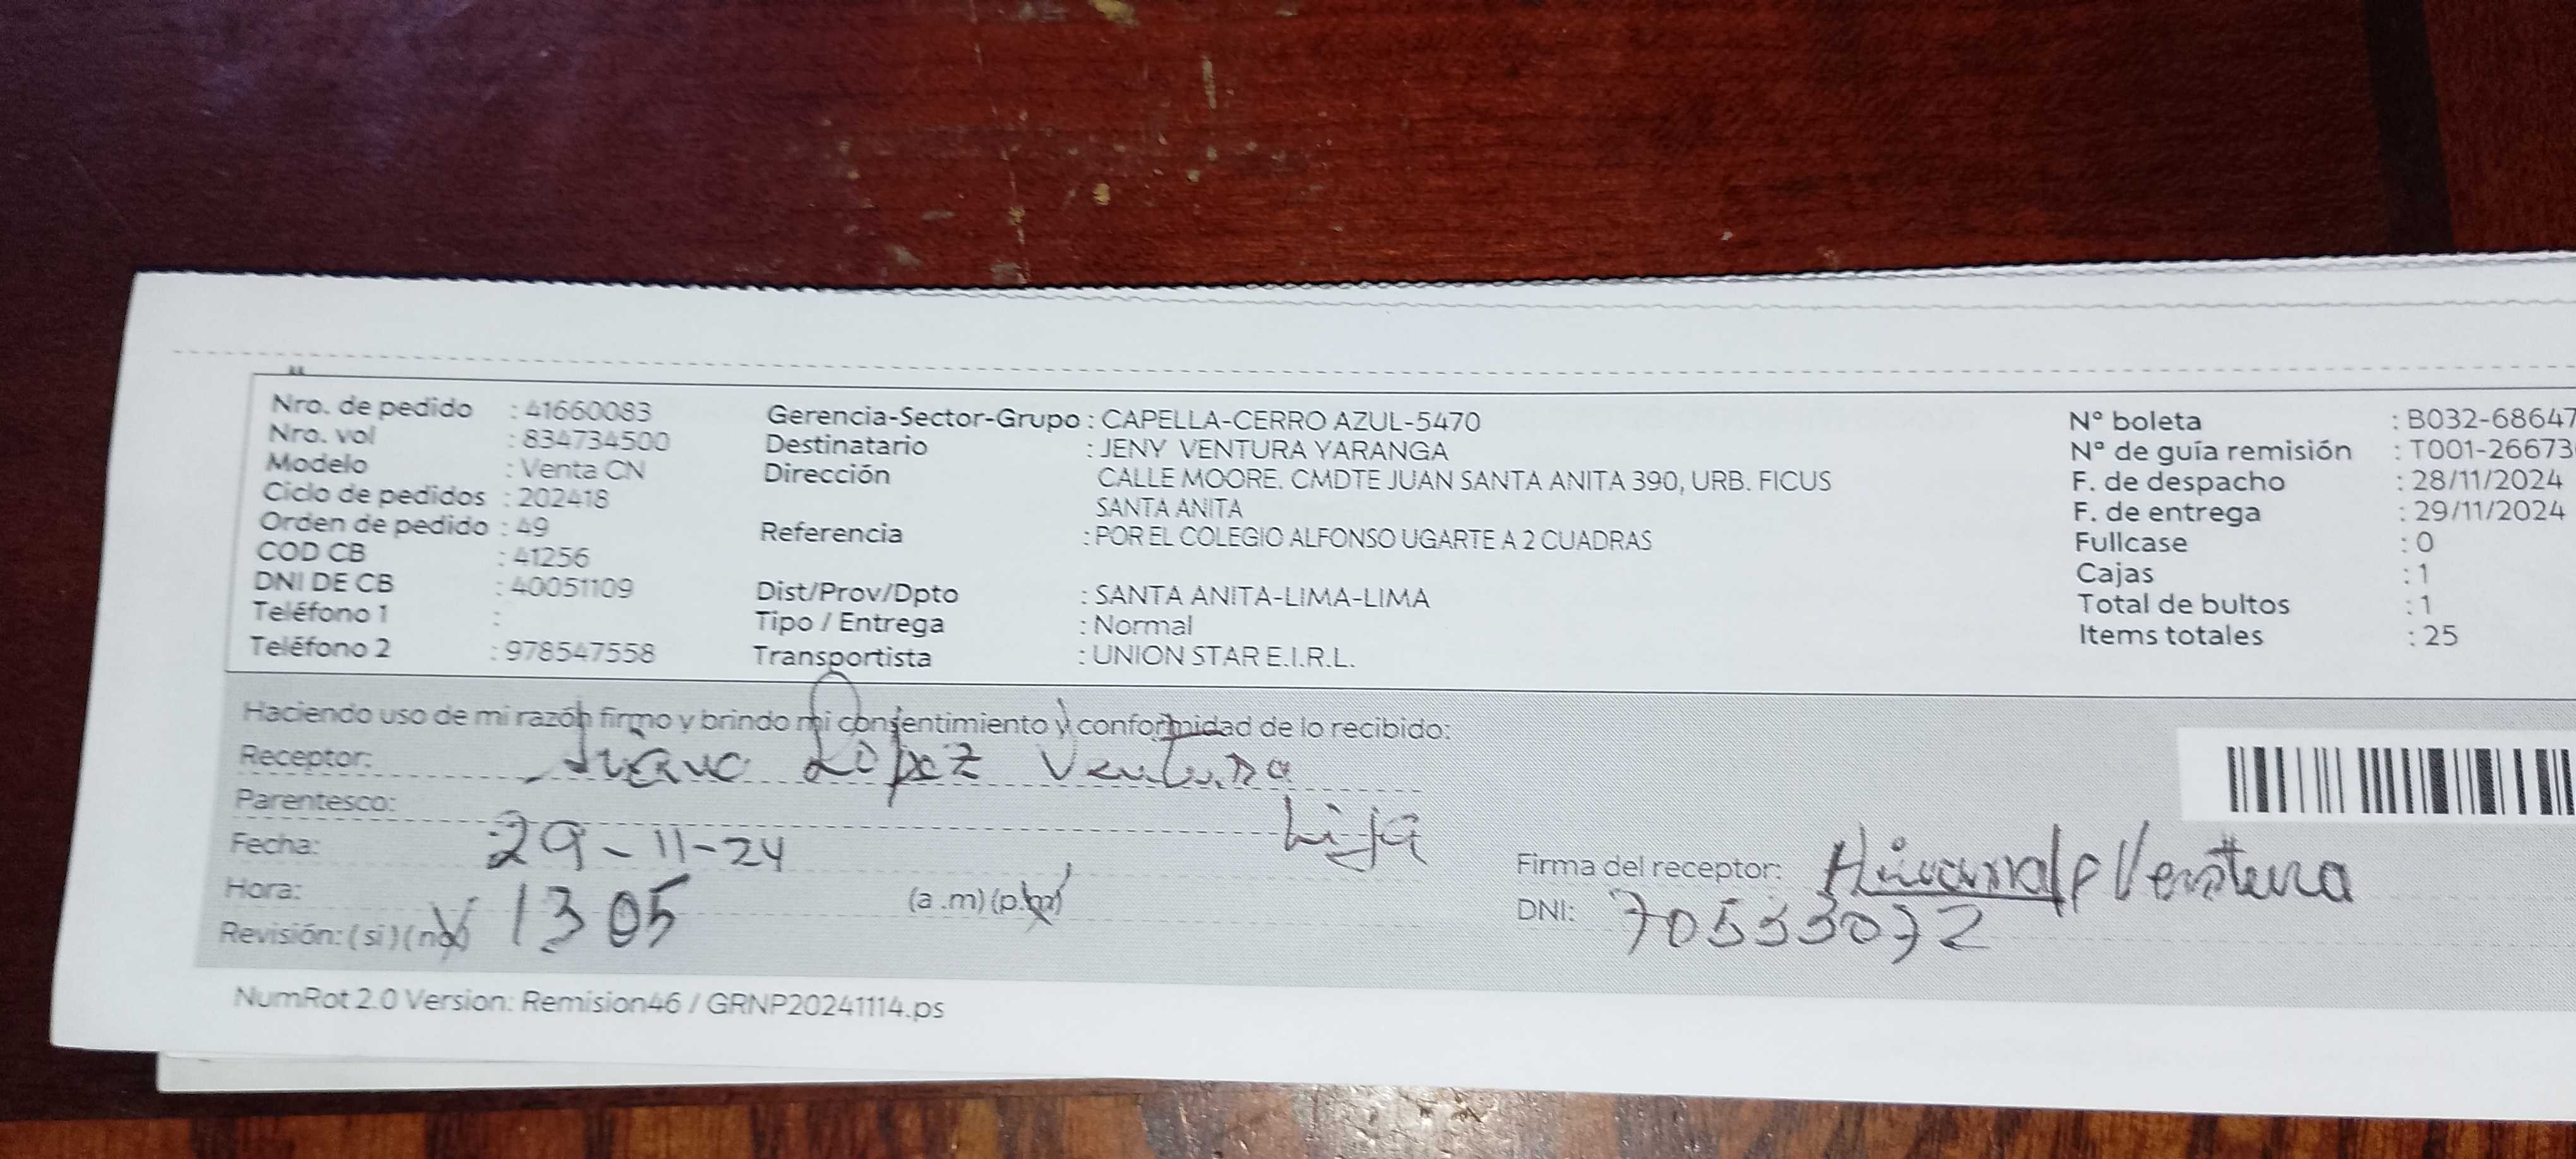 Nro. de pedido : 41660083
Nro. vol : 834734500
Modelo : Venta CN
Ciclo de pedidos : 202418
Orden de pedido : 49
COD CB : 41256
DNI DE CB : 40051109
Teléfono 1 :
Teléfono 2 : 978547558
Gerencia-Sector-Grupo : CAPELLA-CERRO AZUL-5470
Destinatario : JENY VENTURA YARANGA
Dirección CALLE MOORE. CMDTE JUAN SANTA ANITA 390, URB. FICUS
SANTA ANITA
Referencia : POR EL COLEGIO ALFONSO UGARTE A 2 CUADRAS
Dist/Prov/Dpto : SANTA ANITA-LIMA-LIMA
Tipo / Entrega : Normal
Transportista : UNION STAR E.I.R.L.
N° boleta : B032-68647
N° de guía remisión : T001-26673
F. de despacho : 28/11/2024
F. de entrega : 29/11/2024
Fullcase : 0
Cajas : 1
Total de bultos : 1
Items totales : 25
Haciendo uso de mi razón firmo y brindo mi consentimiento y conformidad de lo recibido:
Receptor: López Ventura
Parentesco: hija
Fecha: 29-11-24
Hora: 13 05 (a .m) (p.m)
Revisión: (si) (no)
Firma del receptor: Ventura
DNI: 70533032
NumRot 2.0 Version: Remision46 / GRNP20241114.ps